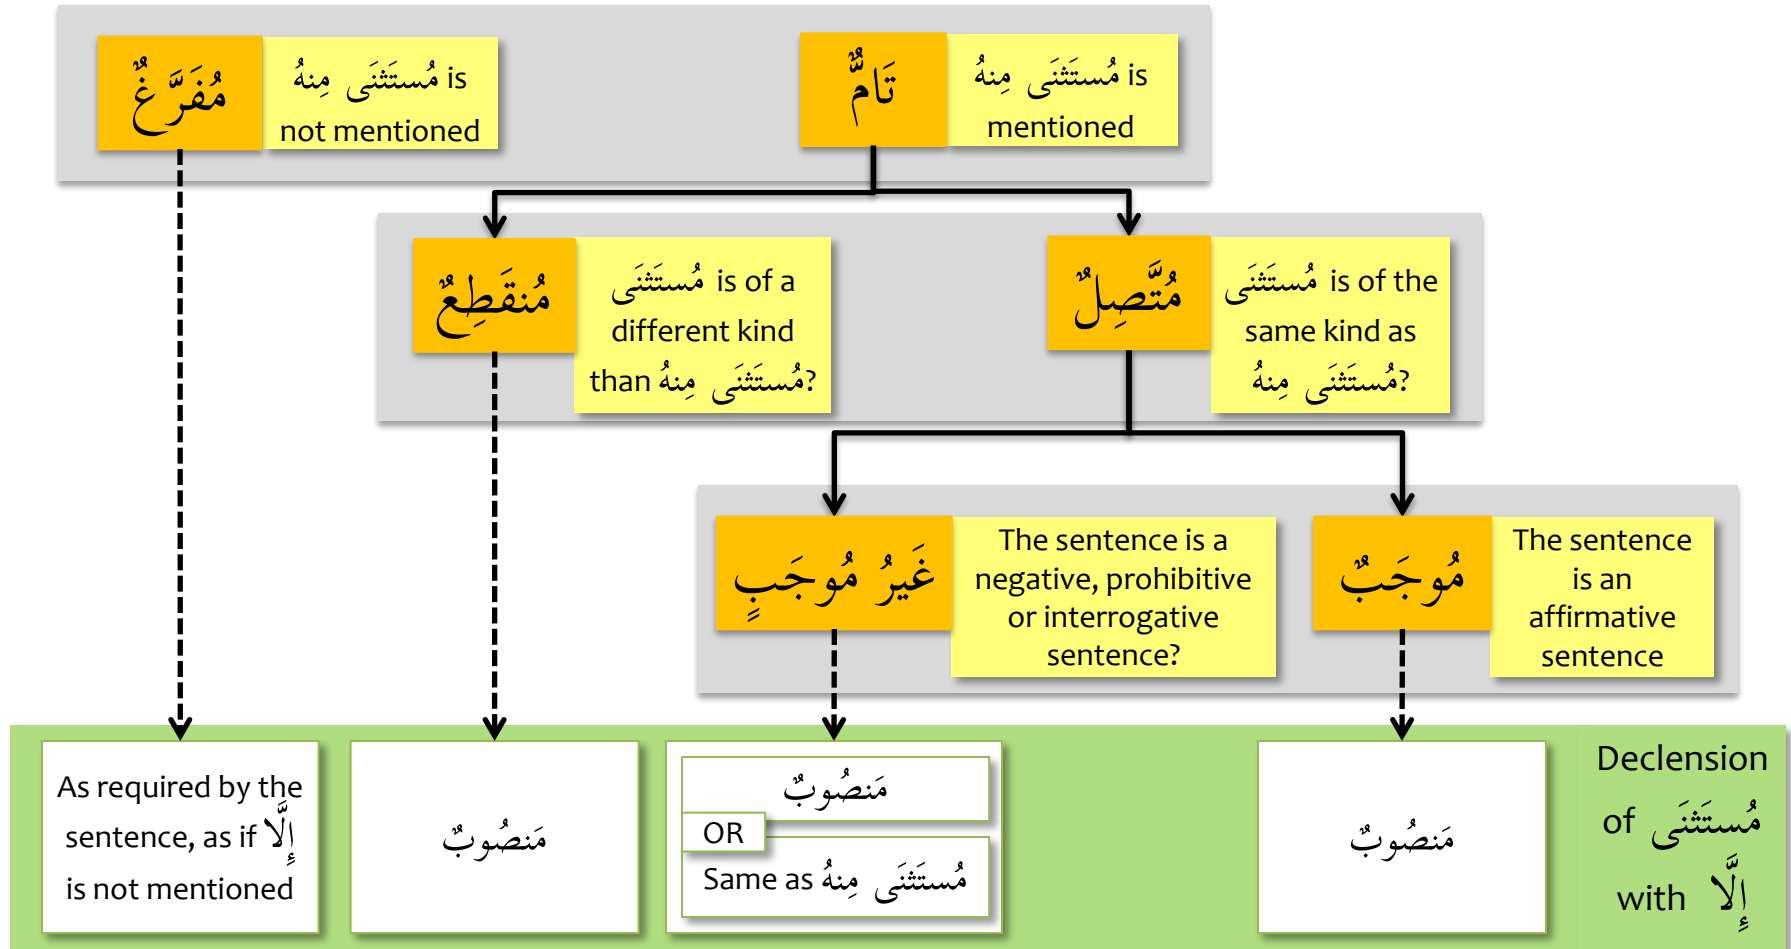 مُفَرَّغٌ
مُستَثنَى مِنهُ is
not mentioned
تَامٌّ
مُستَثنَى مِنهُ is
mentioned
مُنقَطِعٌ
مُستَثنَى is of a
different kind
than مُستَثنَى مِنهُ?
مُتَّصِلٌ
مُستَثنَى is of the
same kind as
مُستَثنَى مِنهُ?
غَيرُ مُوجَبٍ
The sentence is a
negative, prohibitive
or interrogative
sentence?
مُوجَبٌ
The sentence
is an
affirmative
sentence
As required by the
sentence, as if إِلَّا
is not mentioned
مَنصُوبٌ
مَنصُوبٌ
OR
Same as مُستَثنَى مِنهُ
مَنصُوبٌ
Declension
of مُستَثنَى
with إِلَّا